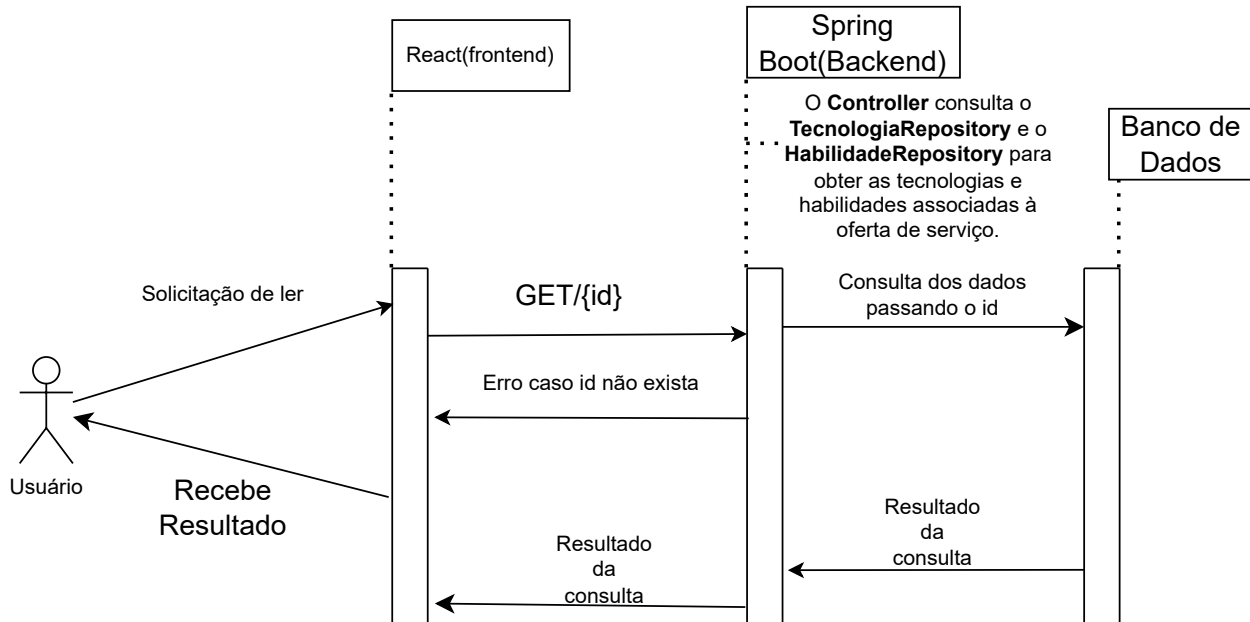 React(frontend)
Spring
Boot(Backend)
O Controller consulta o
TecnologiaRepository e o
HabilidadeRepository para
obter as tecnologias e
habilidades associadas à
oferta de serviço.
Banco de
Dados
Solicitação de ler
GET/{id}
Consulta dos dados
passando o id
Erro caso id não exista
Usuário
Recebe
Resultado
Resultado
da
consulta
Resultado
da
consulta